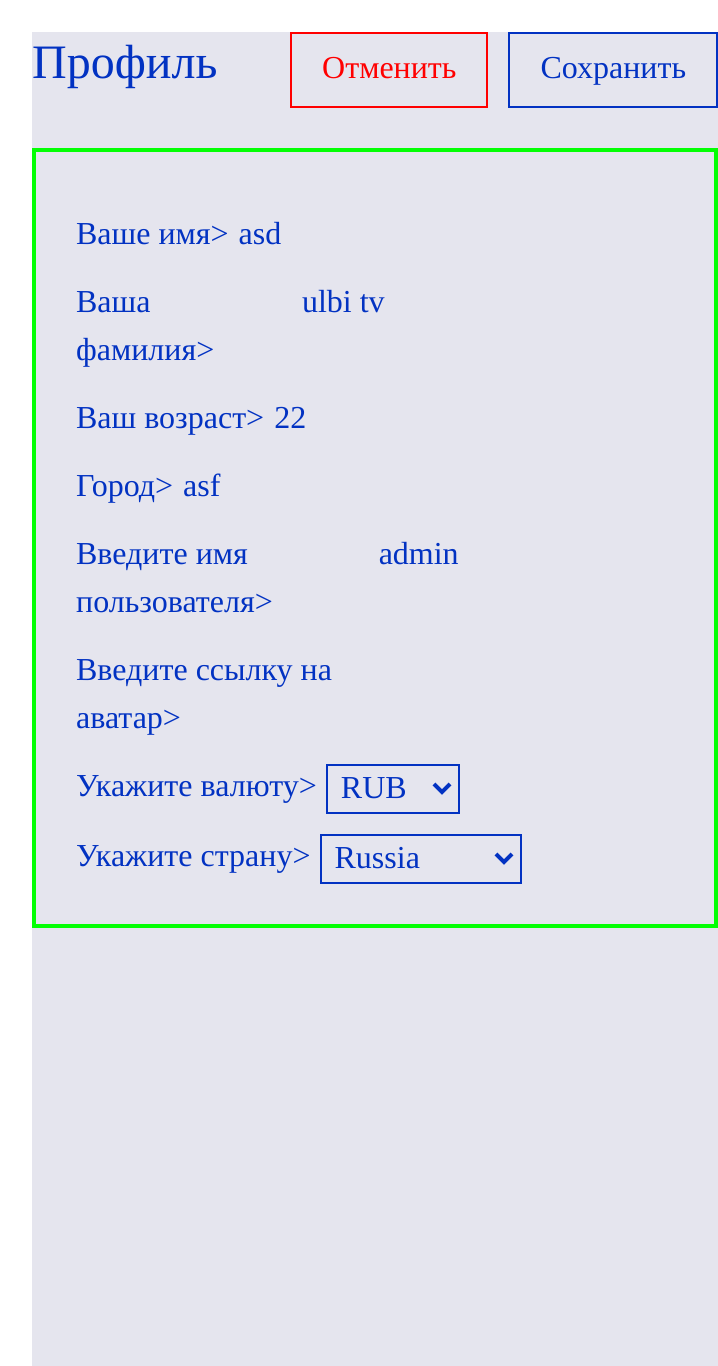 Профиль Отменить Сохранить
Ваше имя> asd
Ваша ulbi tv
фамилия>
Ваш возраст> 22
Город> asf
Введите имя admin
пользователя>
Введите ссылку на
аватар>
Укажите валюту> RUB
Укажите страну> Russia